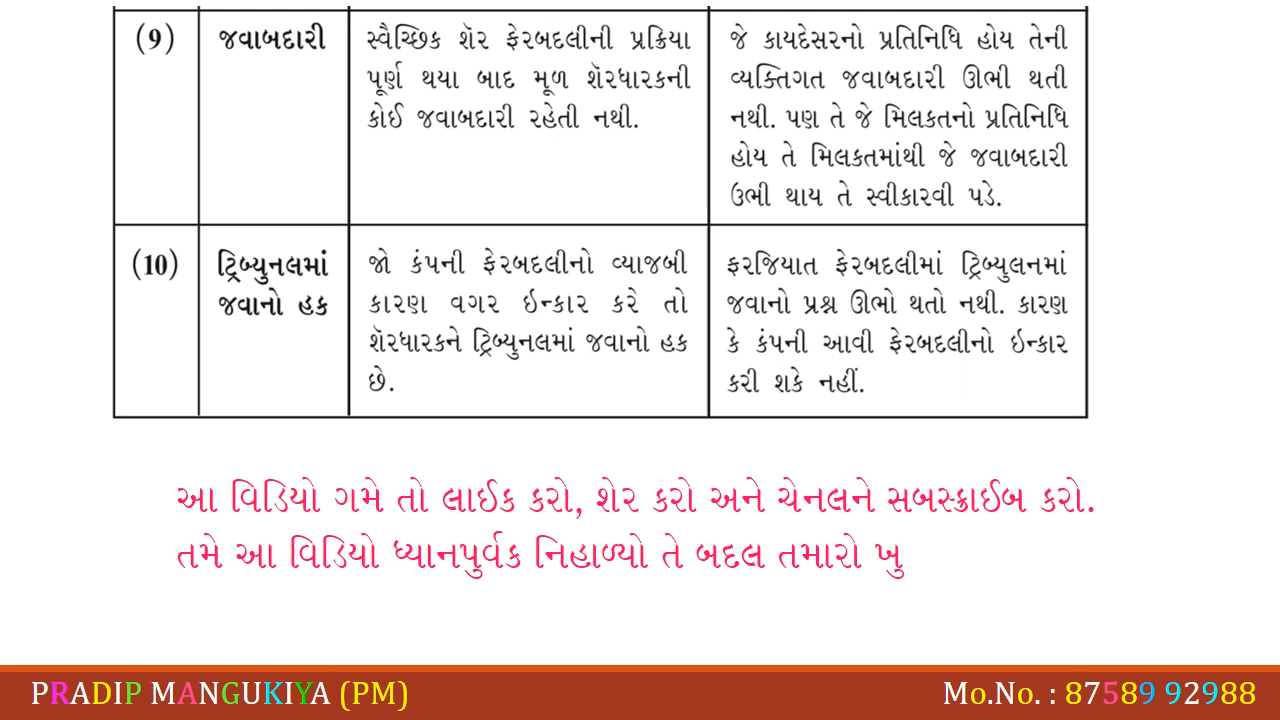 (9) જવાબદારી સ્વૈચ્છિક શૅર ફેરબદલીની પ્રક્રિયા પૂર્ણ થયા બાદ મૂળ શૅરધારકની કોઈ જવાબદારી રહેતી નથી. જે કાયદેસરનો પ્રતિનિધિ હોય તેની વ્યક્તિગત જવાબદારી ઊભી થતી નથી. પણ તે જે મિલકતનો પ્રતિનિધિ હોય તે મિલકતમાંથી જે જવાબદારી ઉભી થાય તે સ્વીકારવી પડે.
(10) ટ્રિબ્યુનલમાં જવાનો હક જો કંપની ફેરબદલીનો વ્યાજબી કારણ વગર ઇન્કાર કરે તો શૅરધારકને ટ્રિબ્યુનલમાં જવાનો હક છે. ફરજિયાત ફેરબદલીમાં ટ્રિબ્યુલનમાં જવાનો પ્રશ્ન ઊભો થતો નથી. કારણ કે કંપની આવી ફેરબદલીનો ઇન્કાર કરી શકે નહીં.
આ વિડિયો ગમે તો લાઈક કરો, શેર કરો અને ચેનલને સબસ્ક્રાઈબ કરો.
તમે આ વિડિયો ધ્યાનપુર્વક નિહાળ્યો તે બદલ તમારો ખુ
PRADIP MANGUKIYA (PM) Mo.No. : 87589 92988